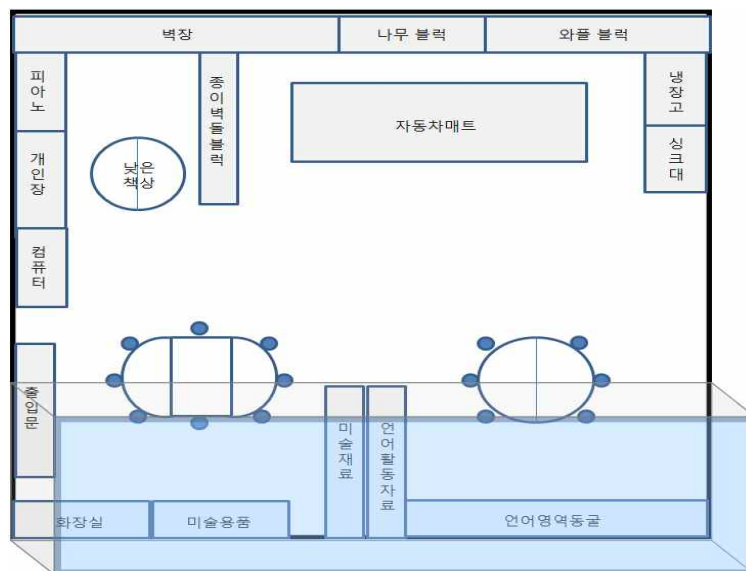 벽장
나무 블럭
와플 블럭
피아노
종이벽돌블럭
냉장고
자동차매트
개인장
낮은
책상
싱크대
컴퓨터
출입문
미술재료
언어활동자료
화장실
미술용품
언어영역동굴